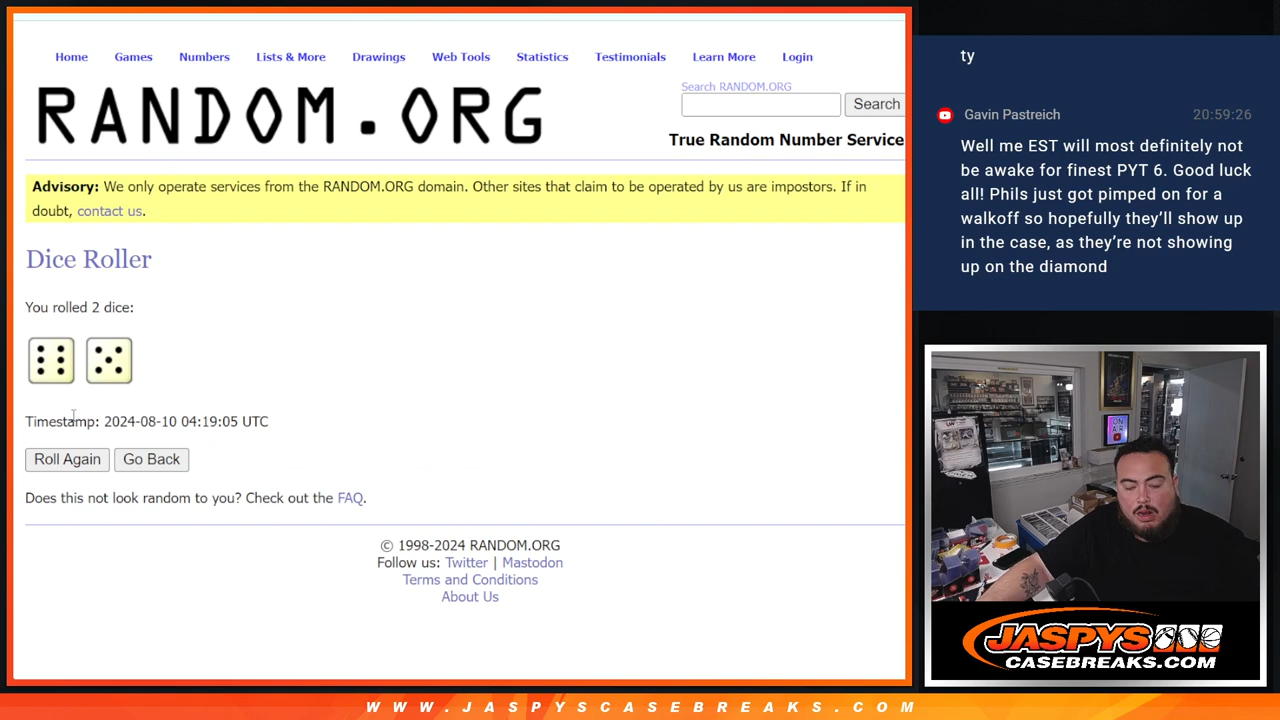 Home Games Numbers Lists & More Drawings Web Tools Statistics Testimonials Learn More Login
RANDOM.ORG
Search RANDOM.ORG
Search
True Random Number Service
Advisory: We only operate services from the RANDOM.ORG domain. Other sites that claim to be operated by us are impostors. If in
doubt, contact us.
Dice Roller
You rolled 2 dice:
Timestamp: 2024-08-10 04:19:05 UTC
Roll Again Go Back
Does this not look random to you? Check out the FAQ.
© 1998-2024 RANDOM.ORG
Follow us: Twitter | Mastodon
Terms and Conditions
About Us
ty
Gavin Pastreich 20:59:26
Well me EST will most definitely not
be awake for finest PYT 6. Good luck
all! Phils just got pimped on for a
walkoff so hopefully they'll show up
in the case, as they're not showing
up on the diamond
ON
AIR
JASPYS
CASEBREAKS.COM
WWW.JASPYSCASEBREAKS.COM